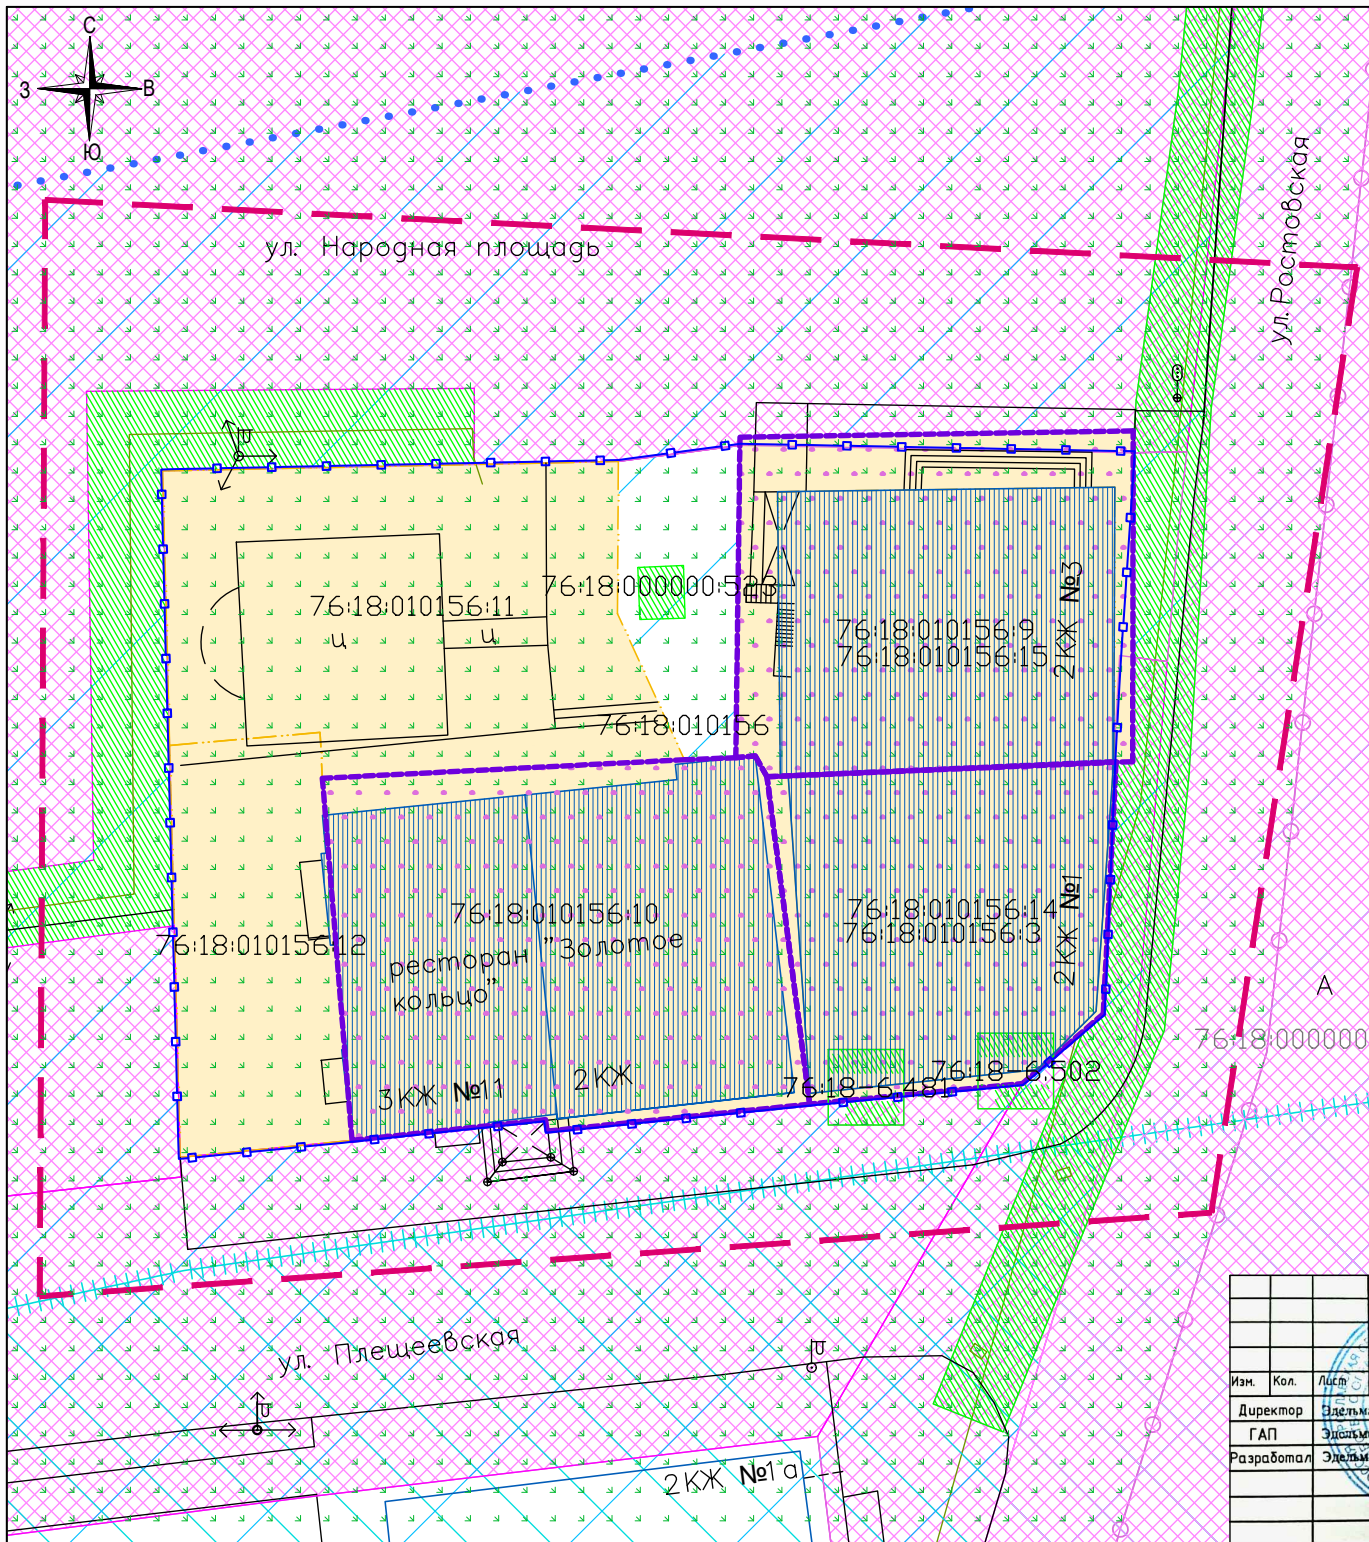 С
З
В
Ю
ул. Народная площадь
ул. Ростовская
76:18:010156:11
ц
ц
76:18:000000:523
76:18:010156:9
76:18:010156:15
2КЖ №3
76:18:010156
76:18:010156:12
76:18:010156:10
ресторан "Золотое
кольцо"
76:18:010156:14
76:18:010156:3
2КЖ №1
А
76:18:000000
76:18-6.481
76:18-6.502
3КЖ №11
2КЖ
ул. Плещеевская
2КЖ №1а
Изм. Кол. Лист
Директор
ГАП
Разработал